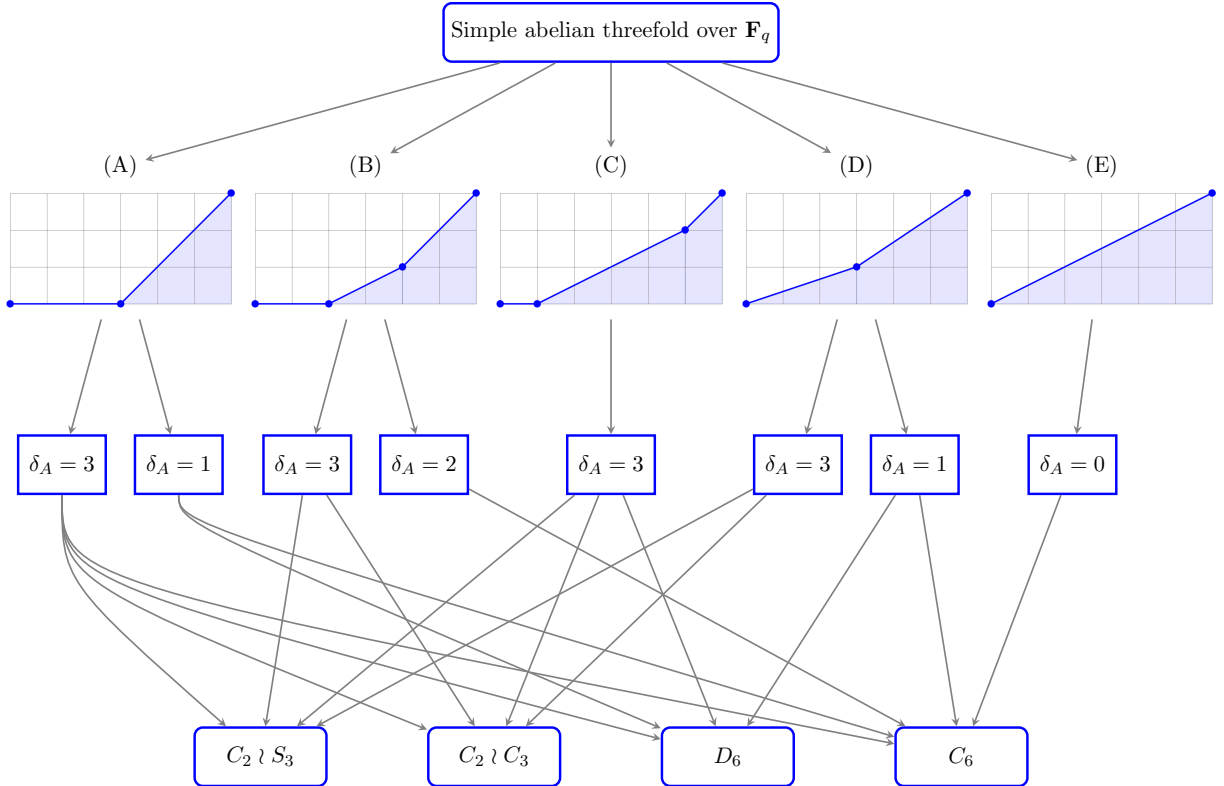 Simple abelian threefold over F_q
(A) (B) (C) (D) (E)
δ_A = 3 δ_A = 1 δ_A = 3 δ_A = 2 δ_A = 3 δ_A = 3 δ_A = 1 δ_A = 0
C_2 ≀ S_3 C_2 ≀ C_3 D_6 C_6